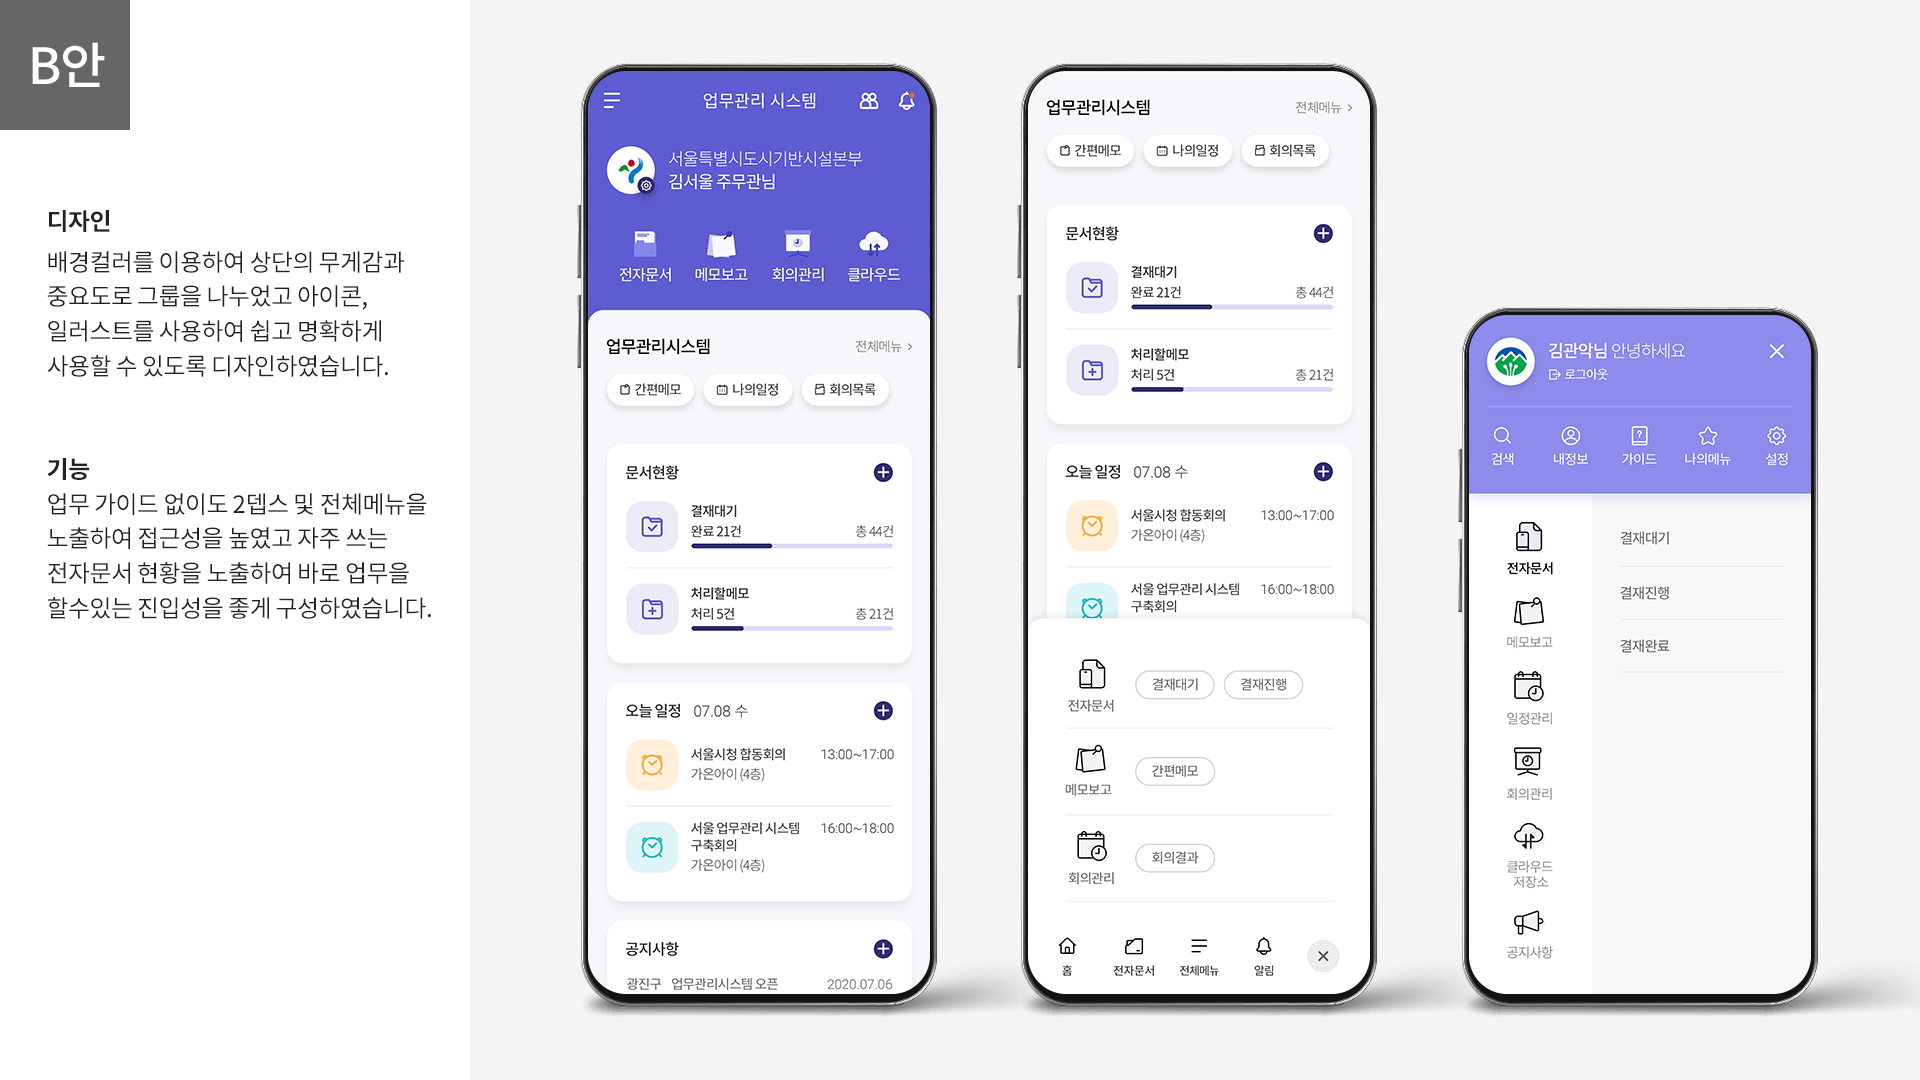 B안
디자인
배경컬러를 이용하여 상단의 무게감과
중요도로 그룹을 나누었고 아이콘,
일러스트를 사용하여 쉽고 명확하게
사용할 수 있도록 디자인하였습니다.
기능
업무 가이드 없이도 2뎁스 및 전체메뉴을
노출하여 접근성을 높였고 자주 쓰는
전자문서 현황을 노출하여 바로 업무을
할수있는 진입성을 좋게 구성하였습니다.
업무관리 시스템
서울특별시도시기반시설본부
김서울 주무관님
전자문서 메모보고 회의관리 클라우드
업무관리시스템 전체메뉴 >
간편메모 나의일정 회의목록
문서현황
결재대기
완료 21건 총 44건
처리할메모
처리 5건 총 21건
오늘 일정 07.08 수
서울시청 합동회의 13:00~17:00
가온아이 (4층)
서울 업무관리 시스템 16:00~18:00
구축회의
가온아이 (4층)
공지사항
광진구 업무관리시스템 오픈 2020.07.06
업무관리시스템 전체메뉴 >
간편메모 나의일정 회의목록
문서현황
결재대기
완료 21건 총 44건
처리할메모
처리 5건 총 21건
오늘 일정 07.08 수
서울시청 합동회의 13:00~17:00
가온아이 (4층)
서울 업무관리 시스템 16:00~18:00
구축회의
전자문서 결재대기 결재진행
메모보고 간편메모
회의관리 회의결과
홈 전자문서 전체메뉴 알림
김관악님 안녕하세요
로그아웃
검색 내정보 가이드 나의메뉴 설정
전자문서
메모보고
일정관리
회의관리
클라우드
저장소
공지사항
결재대기
결재진행
결재완료